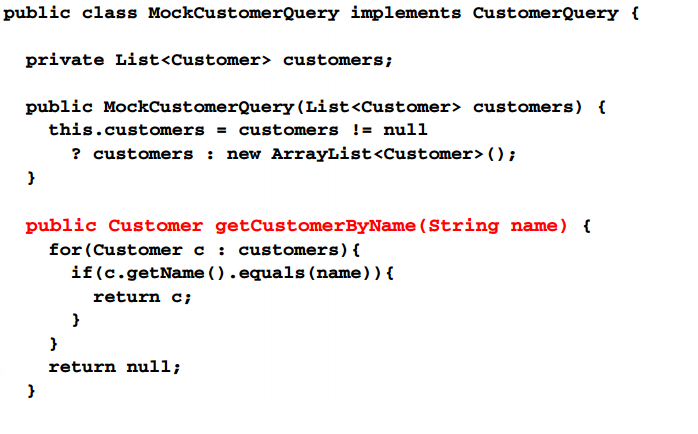 public class MockCustomerQuery implements CustomerQuery {
private List<Customer> customers;
public MockCustomerQuery(List<Customer> customers) {
this.customers = customers != null
? customers : new ArrayList<Customer>();
}
public Customer getCustomerByName(String name) {
for(Customer c : customers){
if(c.getName().equals(name)){
return c;
}
}
return null;
}